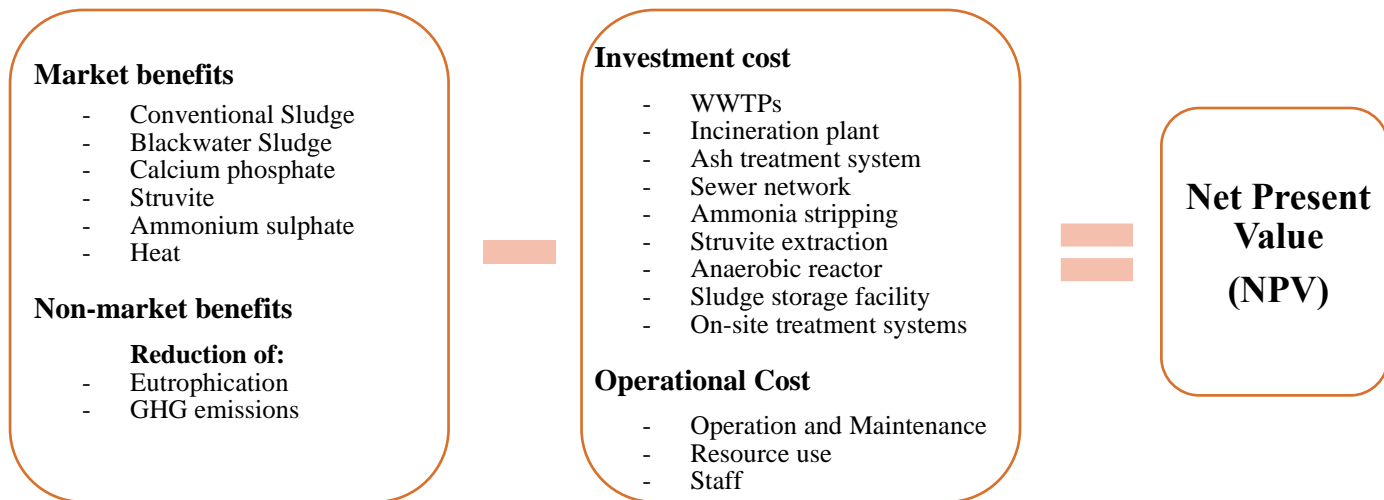 Market benefits
- Conventional Sludge
- Blackwater Sludge
- Calcium phosphate
- Struvite
- Ammonium sulphate
- Heat
Non-market benefits
Reduction of:
- Eutrophication
- GHG emissions
Investment cost
- WWTPs
- Incineration plant
- Ash treatment system
- Sewer network
- Ammonia stripping
- Struvite extraction
- Anaerobic reactor
- Sludge storage facility
- On-site treatment systems
Operational Cost
- Operation and Maintenance
- Resource use
- Staff
Net Present
Value
(NPV)